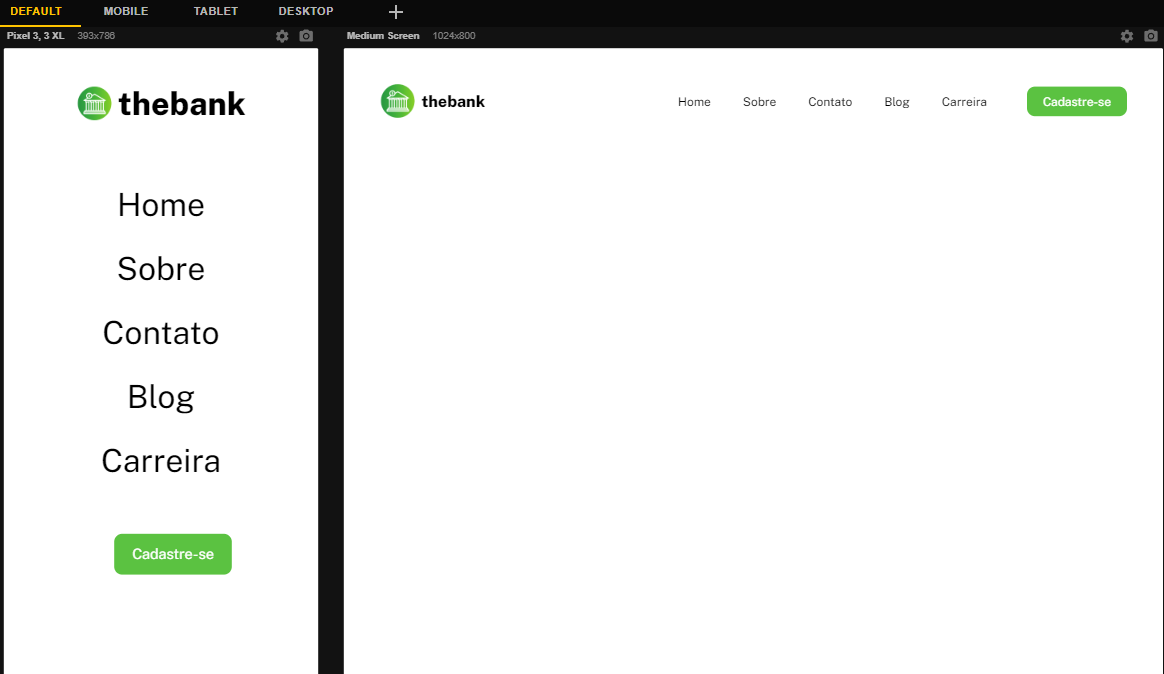 DEFAULT MOBILE TABLET DESKTOP +
Pixel 3, 3 XL 393x786
thebank
Home
Sobre
Contato
Blog
Carreira
Cadastre-se
Medium Screen 1024x800
thebank Home Sobre Contato Blog Carreira Cadastre-se